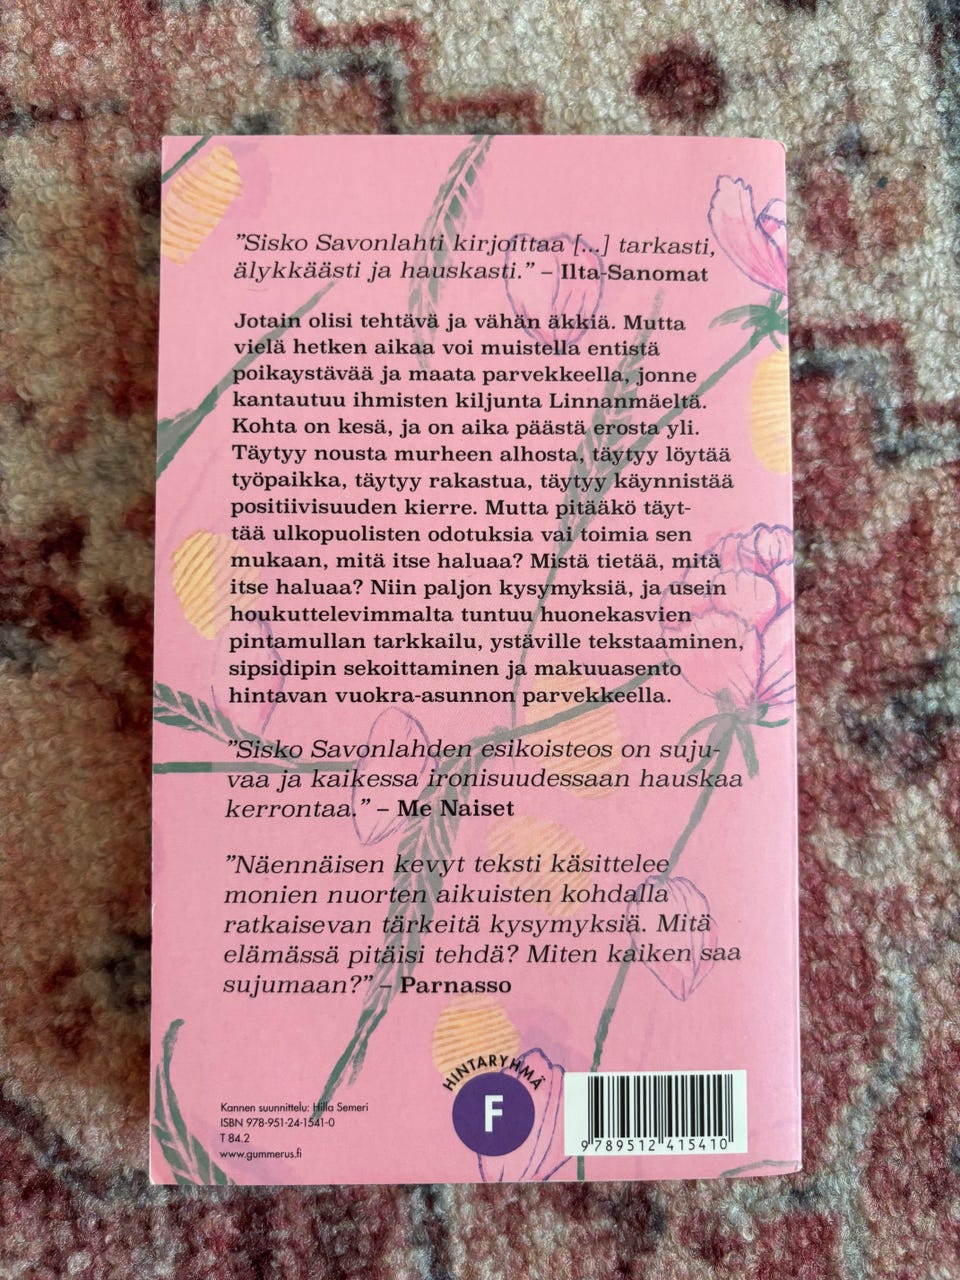 ”Sisko Savonlahti kirjoittaa [...] tarkasti,
älykkäästi ja hauskasti.” – Ilta-Sanomat
Jotain olisi tehtävä ja vähän äkkiä. Mutta
vielä hetken aikaa voi muistella entistä
poikaystävää ja maata parvekkeella, jonne
kantautuu ihmisten kiljunta Linnanmäeltä.
Kohta on kesä, ja on aika päästä erosta yli.
Täytyy nousta murheen alhosta, täytyy löytää
työpaikka, täytyy rakastua, täytyy käynnistää
positiivisuuden kierre. Mutta pitääkö täyt-
tää ulkopuolisten odotuksia vai toimia sen
mukaan, mitä itse haluaa? Mistä tietää, mitä
itse haluaa? Niin paljon kysymyksiä, ja usein
houkuttelevimmalta tuntuu huonekasvien
pintamullan tarkkailu, ystäville tekstaaminen,
sipsidipin sekoittaminen ja makuuasento
hintavan vuokra-asunnon parvekkeella.
”Sisko Savonlahden esikoisteos on suju-
vaa ja kaikessa ironisuudessaan hauskaa
kerrontaa.” – Me Naiset
”Näennäisen kevyt teksti käsittelee
monien nuorten aikuisten kohdalla
ratkaisevan tärkeitä kysymyksiä. Mitä
elämässä pitäisi tehdä? Miten kaiken saa
sujumaan?” – Parnasso
Kannen suunnittelu: Hilla Semeri
ISBN 978-951-24-1541-0
T 84.2
www.gummerus.fi
HINTARYHMÄ
F
9 789512 415410